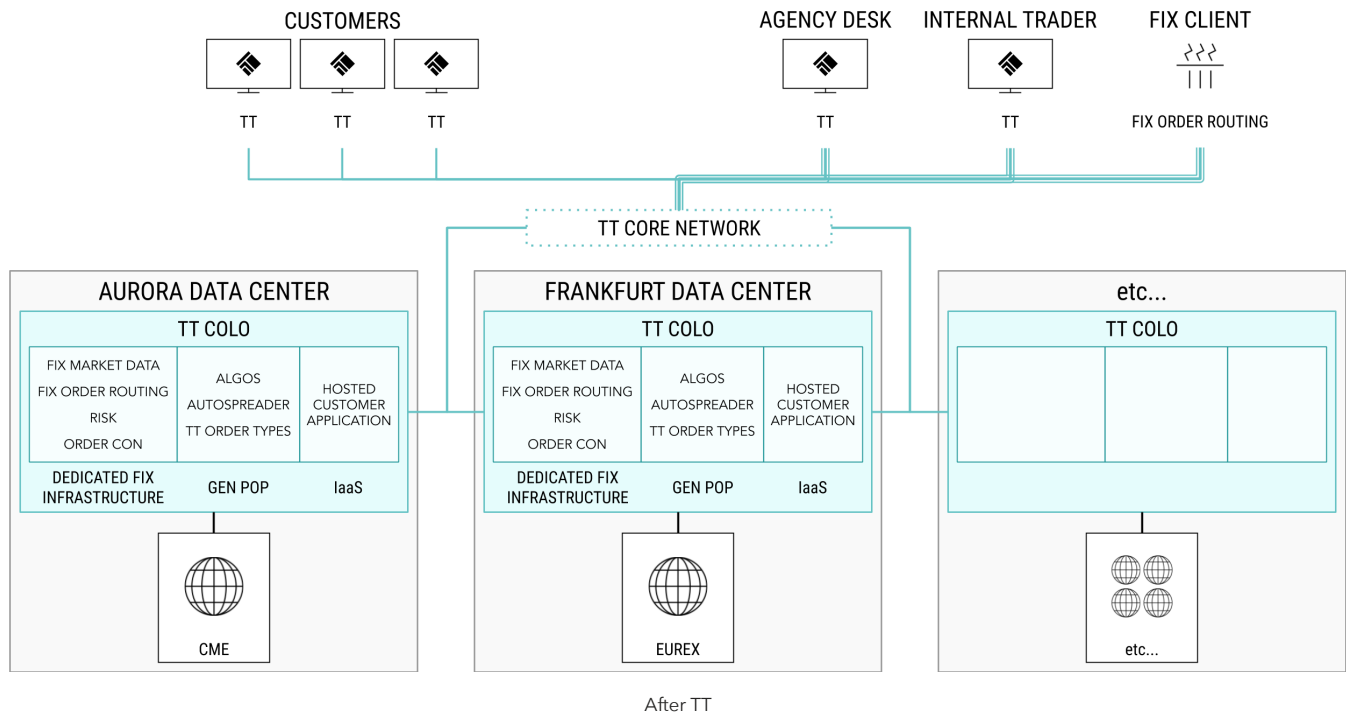 CUSTOMERS
AGENCY DESK
INTERNAL TRADER
FIX CLIENT
TT
TT
TT
TT
TT
FIX ORDER ROUTING
TT CORE NETWORK
AURORA DATA CENTER
TT COLO
FIX MARKET DATA
FIX ORDER ROUTING
RISK
ORDER CON
ALGOS
AUTOSPREADER
TT ORDER TYPES
HOSTED
CUSTOMER
APPLICATION
DEDICATED FIX
INFRASTRUCTURE
GEN POP
IaaS
CME
FRANKFURT DATA CENTER
TT COLO
FIX MARKET DATA
FIX ORDER ROUTING
RISK
ORDER CON
ALGOS
AUTOSPREADER
TT ORDER TYPES
HOSTED
CUSTOMER
APPLICATION
DEDICATED FIX
INFRASTRUCTURE
GEN POP
IaaS
EUREX
etc...
TT COLO
etc...
After TT